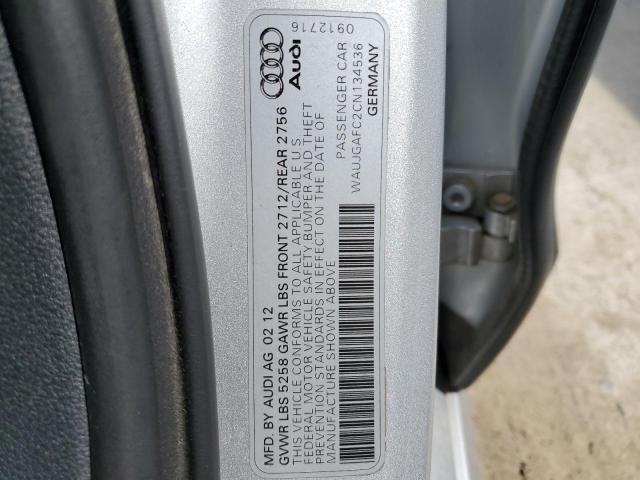 MFD. BY AUDI AG 02 12
GVWR LBS 5258 GAWR LBS FRONT 2712/REAR 2756
THIS VEHICLE CONFORMS TO ALL APPLICABLE U S
FEDERAL MOTOR VEHICLE SAFETY BUMPER AND THEFT
PREVENTION STANDARDS IN EFFECT ON THE DATE OF
MANUFACTURE SHOWN ABOVE
PASSENGER CAR
WAUJGAFC2CN134536
GERMANY
Audi
0912716